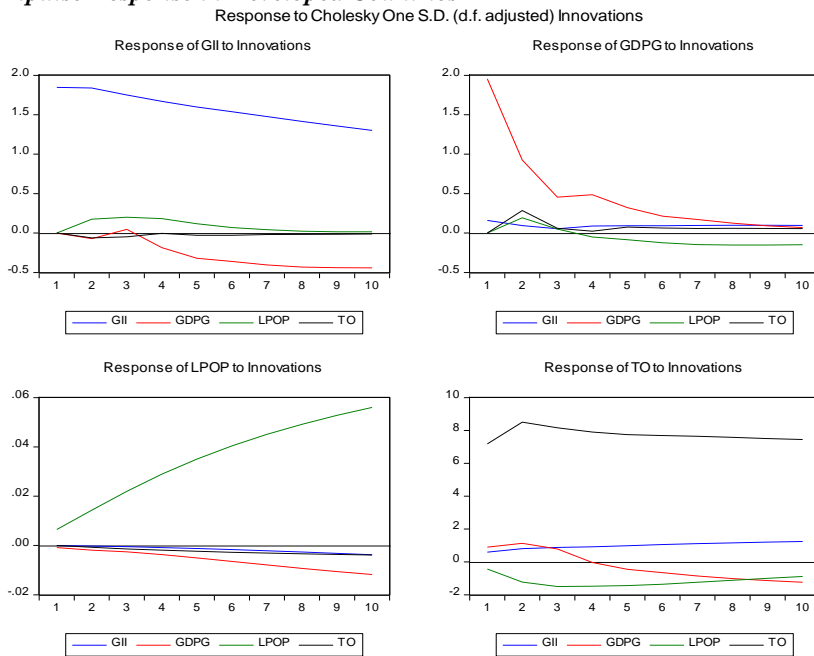 Response to Cholesky One S.D. (d.f. adjusted) Innovations
Response of GII to Innovations
2.0
1.5
1.0
0.5
0.0
-0.5
1 2 3 4 5 6 7 8 9 10
GII GDPG LPOP TO
Response of GDPG to Innovations
2.0
1.5
1.0
0.5
0.0
-0.5
1 2 3 4 5 6 7 8 9 10
GII GDPG LPOP TO
Response of LPOP to Innovations
.06
.04
.02
.00
-.02
1 2 3 4 5 6 7 8 9 10
GII GDPG LPOP TO
Response of TO to Innovations
10
8
6
4
2
0
-2
1 2 3 4 5 6 7 8 9 10
GII GDPG LPOP TO